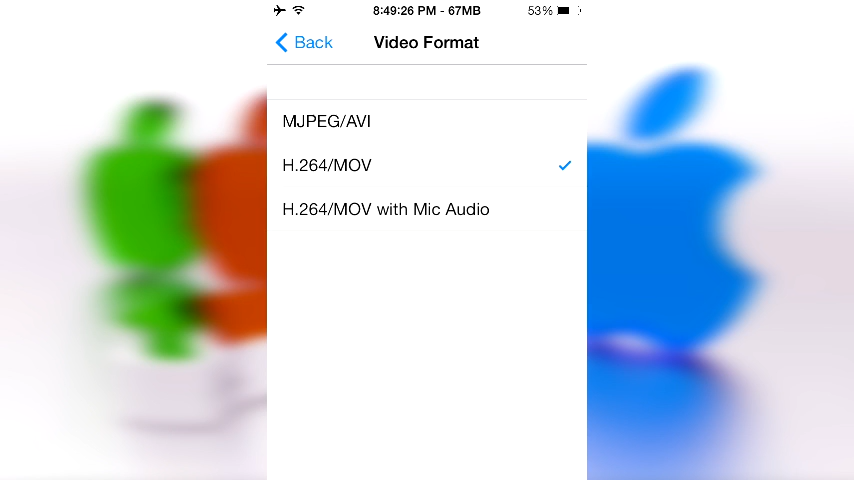 8:49:26 PM - 67MB 53%
Back Video Format
MJPEG/AVI
H.264/MOV
H.264/MOV with Mic Audio